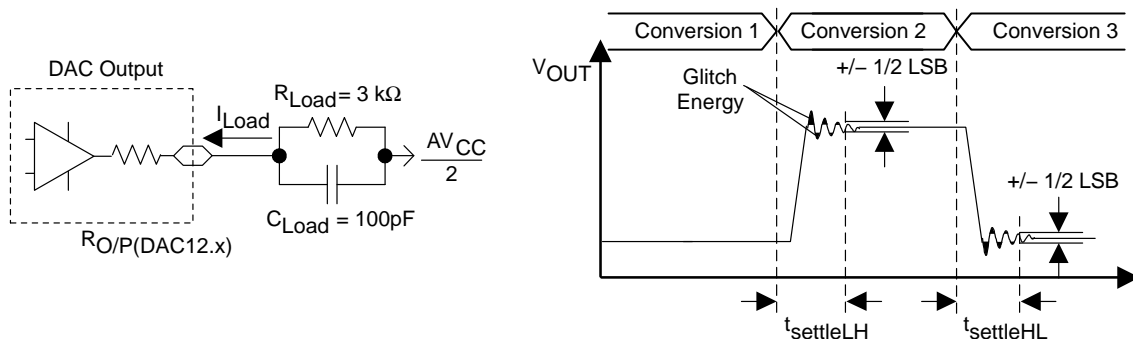 DAC Output
I_Load
R_Load = 3 kΩ
AV_CC
2
C_Load = 100pF
R_O/P(DAC12.x)
Conversion 1
Conversion 2
Conversion 3
V_OUT
Glitch
Energy
+/− 1/2 LSB
+/− 1/2 LSB
t_settleLH
t_settleHL